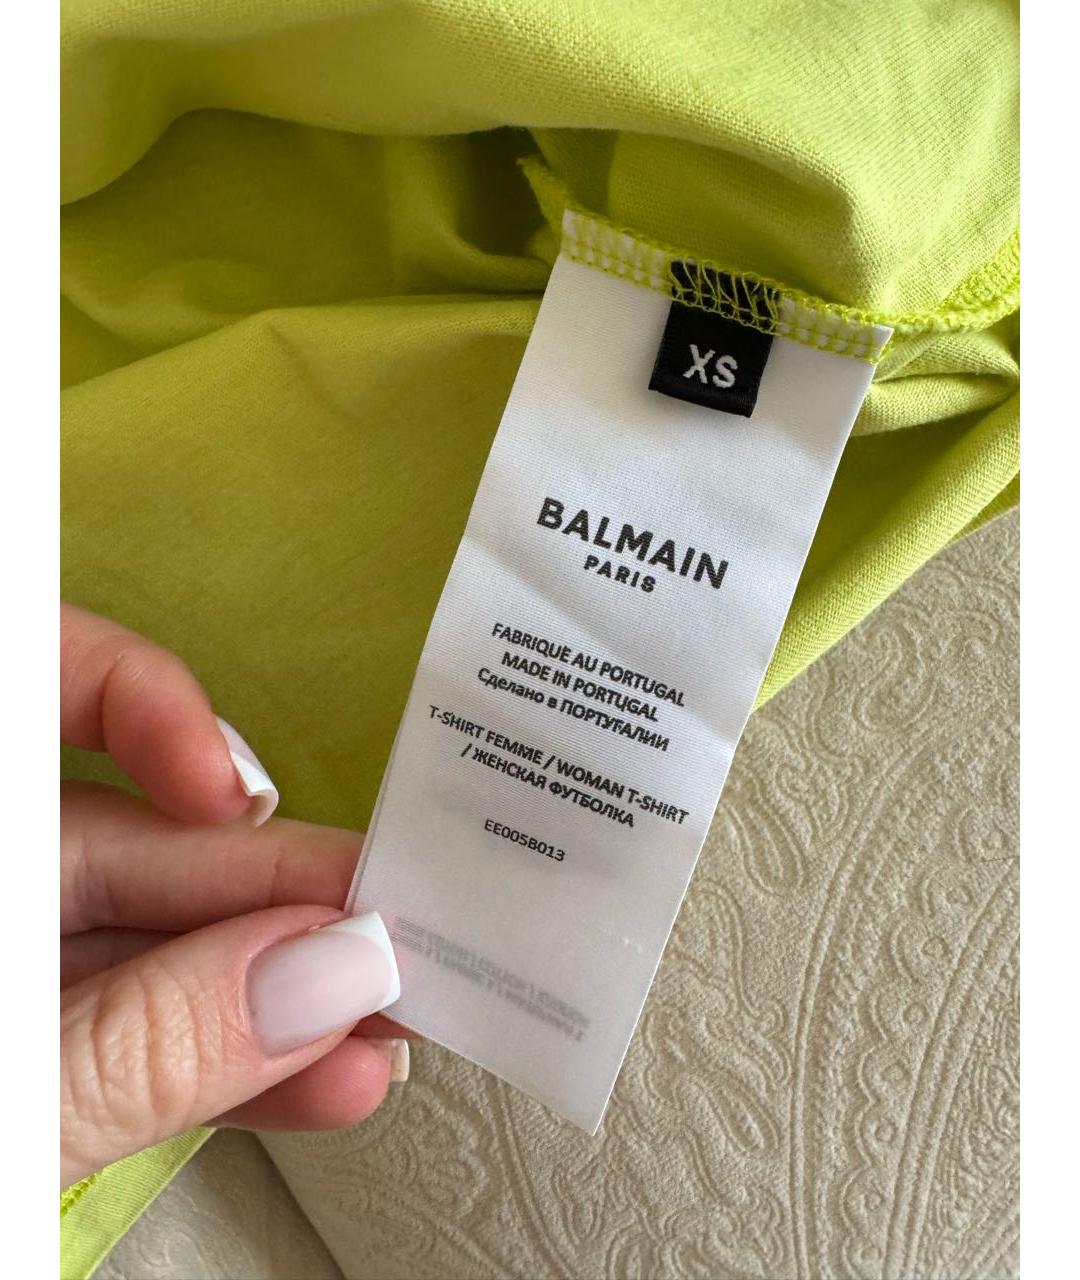 XS
BALMAIN
PARIS
FABRIQUE AU PORTUGAL
MADE IN PORTUGAL
Сделано в ПОРТУГАЛИИ
T-SHIRT FEMME / WOMAN T-SHIRT
/ ЖЕНСКАЯ ФУТБОЛКА
EE005B013